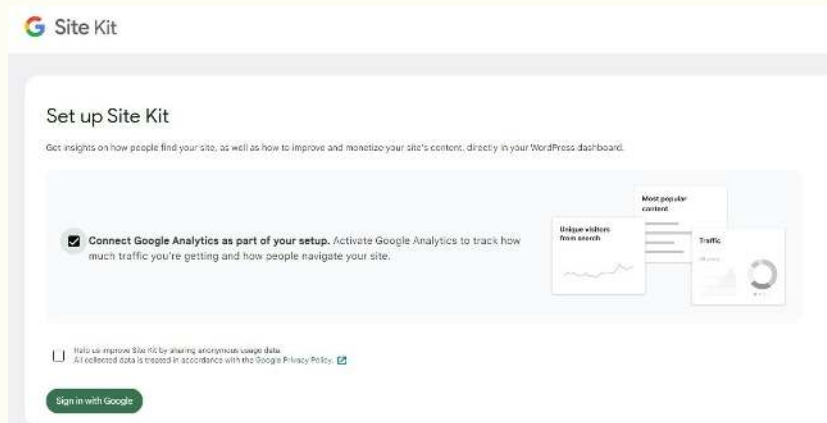 G Site Kit
Set up Site Kit
Get insights on how people find your site, as well as how to improve and monetize your site's content, directly in your WordPress dashboard.
Connect Google Analytics as part of your setup. Activate Google Analytics to track how
much traffic you're getting and how people navigate your site.
Unique visitors
from search
Most popular
content
Traffic
Help us improve Site Kit by sharing anonymous usage data.
All collected data is treated in accordance with the Google Privacy Policy.
Sign in with Google